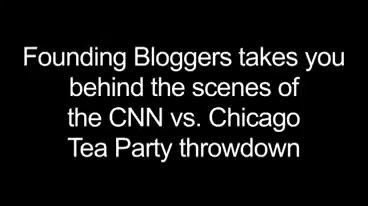 Founding Bloggers takes you
behind the scenes of
the CNN vs. Chicago
Tea Party throwdown